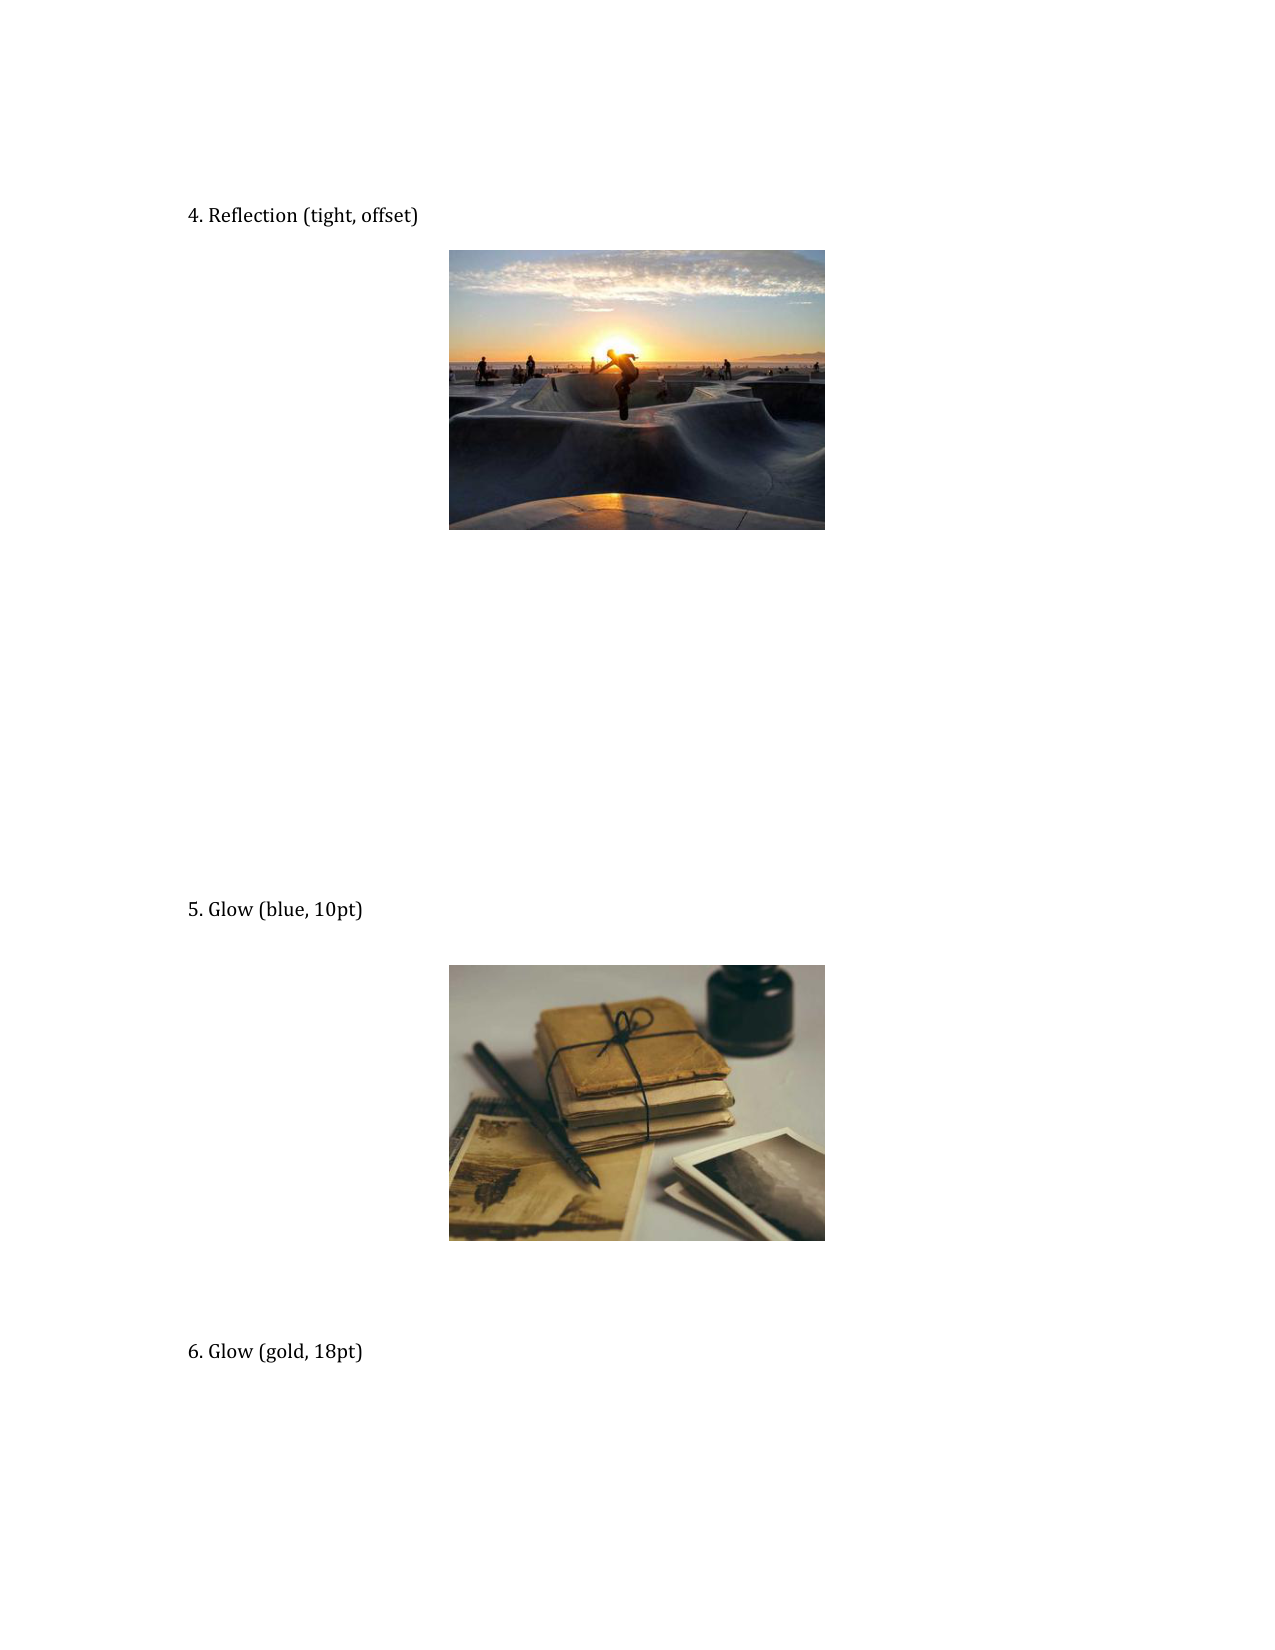 4. Reflection (tight, offset)
5. Glow (blue, 10pt)
6. Glow (gold, 18pt)